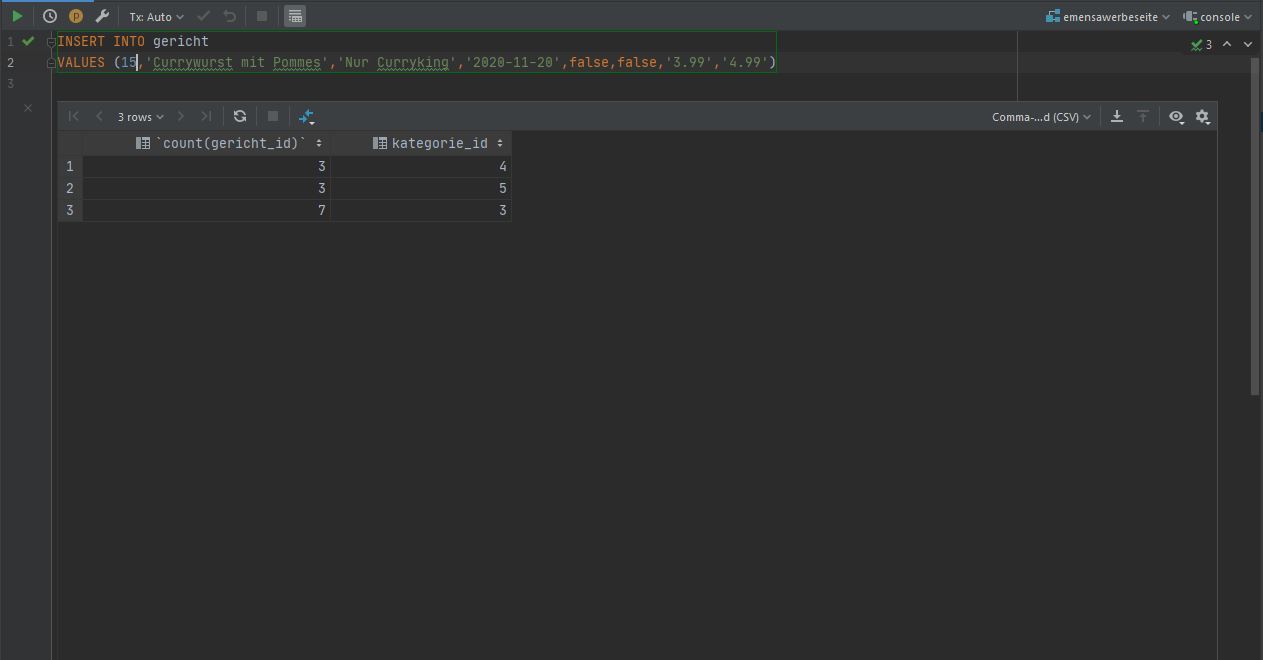 Tx: Auto
emensawerbeseite
console
1 INSERT INTO gericht
3
2 VALUES (15,'Currywurst mit Pommes','Nur Curryking','2020-11-20',false,false,'3.99','4.99')
3
3 rows
Comma-...d (CSV)
`count(gericht_id)` kategorie_id
1 3 4
2 3 5
3 7 3